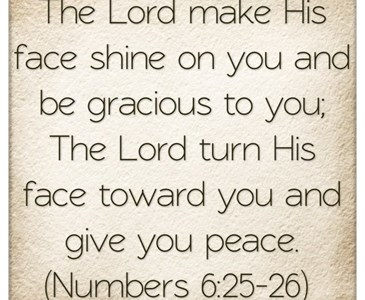 The Lord make His
face shine on you and
be gracious to you;
The Lord turn His
face toward you and
give you peace.
(Numbers 6:25-26)